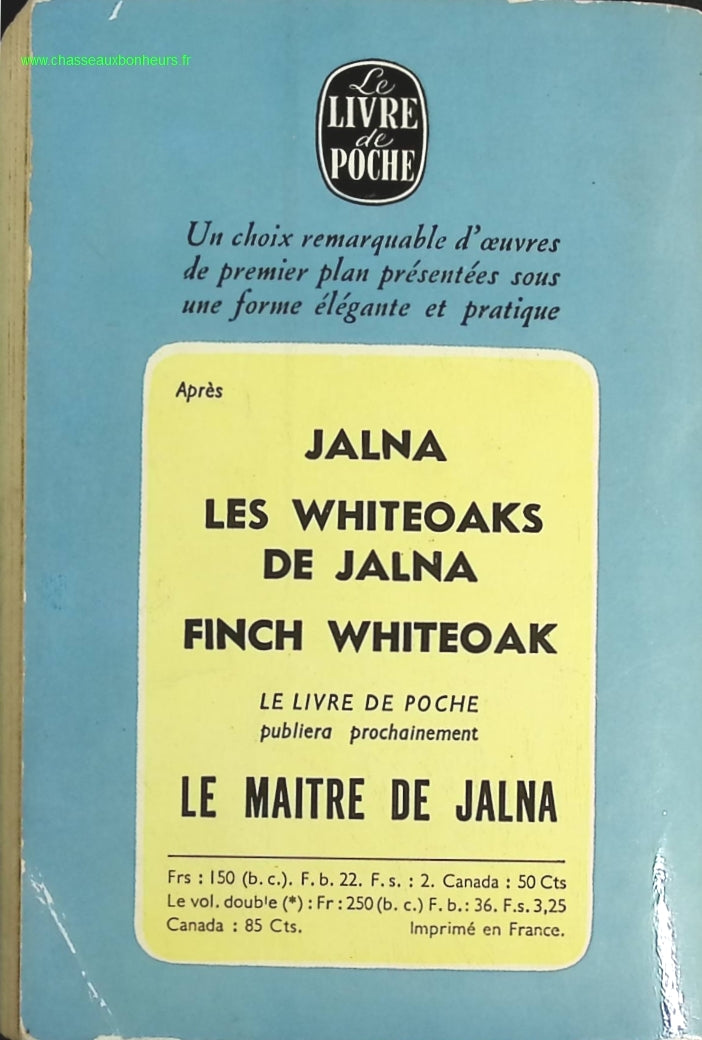 www.chasseauxbonheurs.fr
Le
LIVRE
de
POCHE
Un choix remarquable d'œuvres
de premier plan présentées sous
une forme élégante et pratique
Après
JALNA
LES WHITEOAKS
DE JALNA
FINCH WHITEOAK
LE LIVRE DE POCHE
publiera prochainement
LE MAITRE DE JALNA
Frs : 150 (b. c.). F. b. 22. F. s. : 2. Canada : 50 Cts
Le vol. double (*) : Fr : 250 (b. c.) F. b. : 36. F.s. 3,25
Canada : 85 Cts. Imprimé en France.